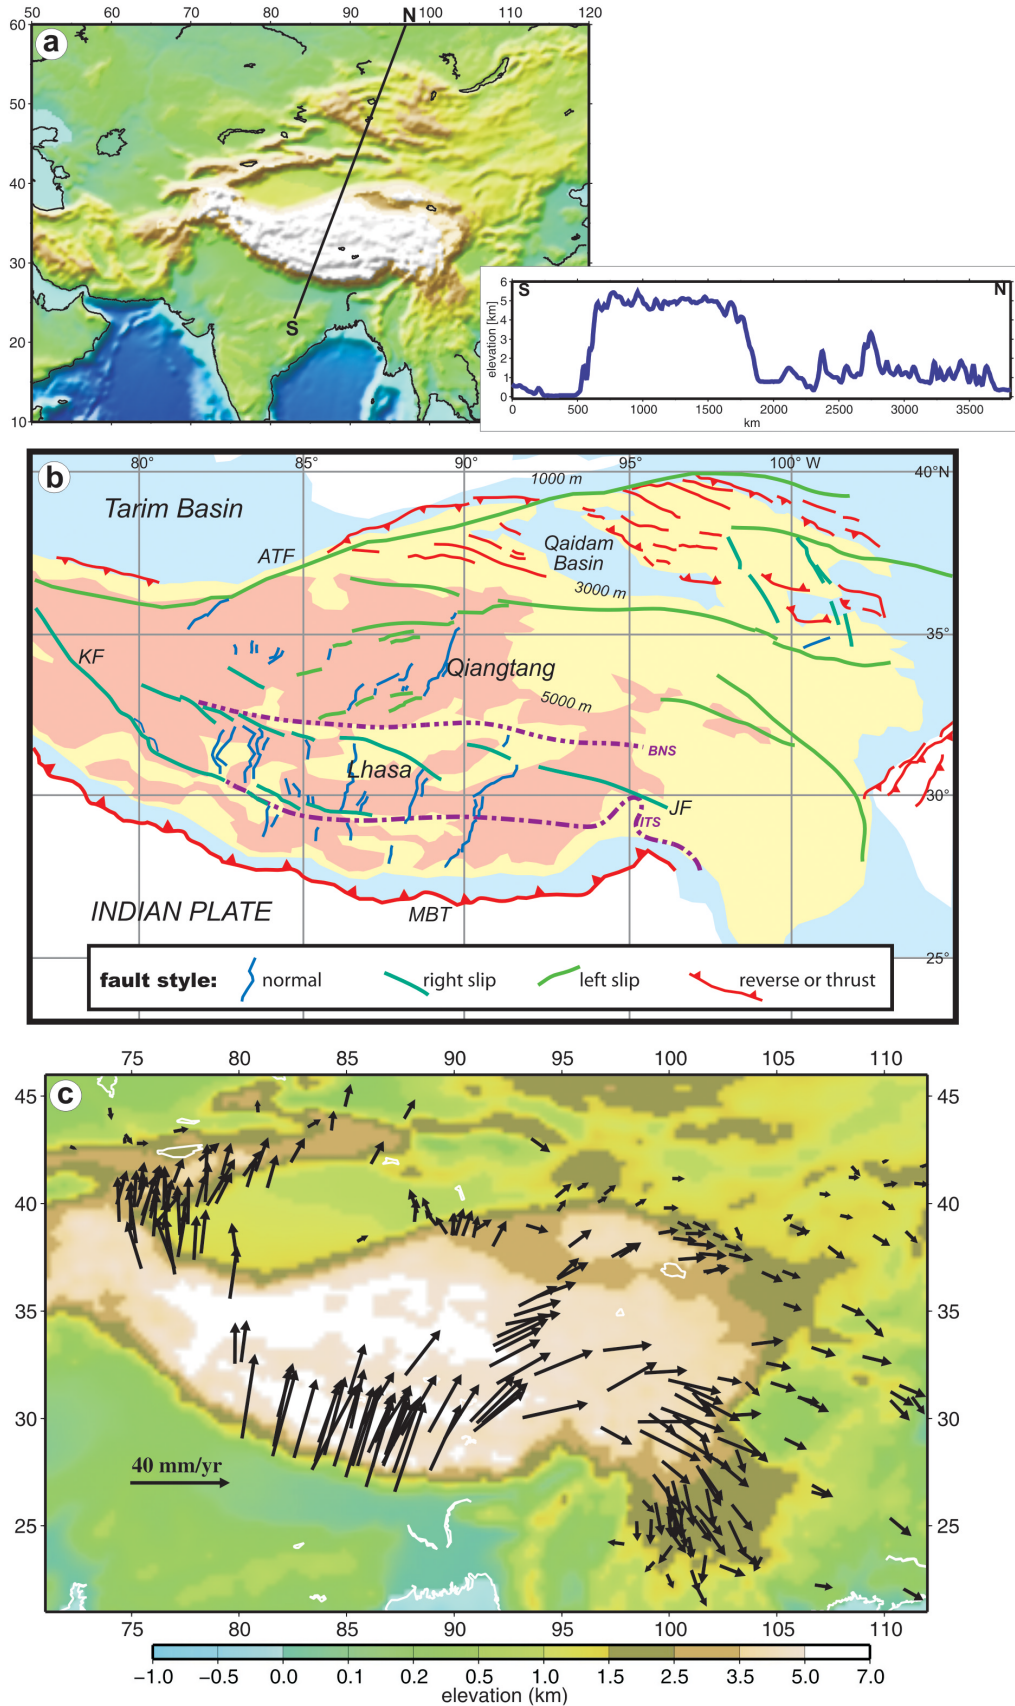 50 60 70 80 90 N 100 110 120
60
a
50
40
30
20
10
S
S N
6
5
4
3
2
1
0
elevation [km]
0 500 1000 1500 2000 2500 3000 3500
km
b
80° 85° 90° 95° 100° W
40°N
1000 m
Tarim Basin
ATF
Qaidam
Basin
3000 m
35°
KF
Qiangtang
5000 m
BNS
Lhasa
30°
JF
ITS
INDIAN PLATE
MBT
25°
fault style: normal right slip left slip reverse or thrust
75 80 85 90 95 100 105 110
c
45 45
40 40
35 35
30 30
40 mm/yr
25 25
75 80 85 90 95 100 105 110
−1.0 −0.5 0.0 0.1 0.2 0.5 1.0 1.5 2.5 3.5 5.0 7.0
elevation (km)